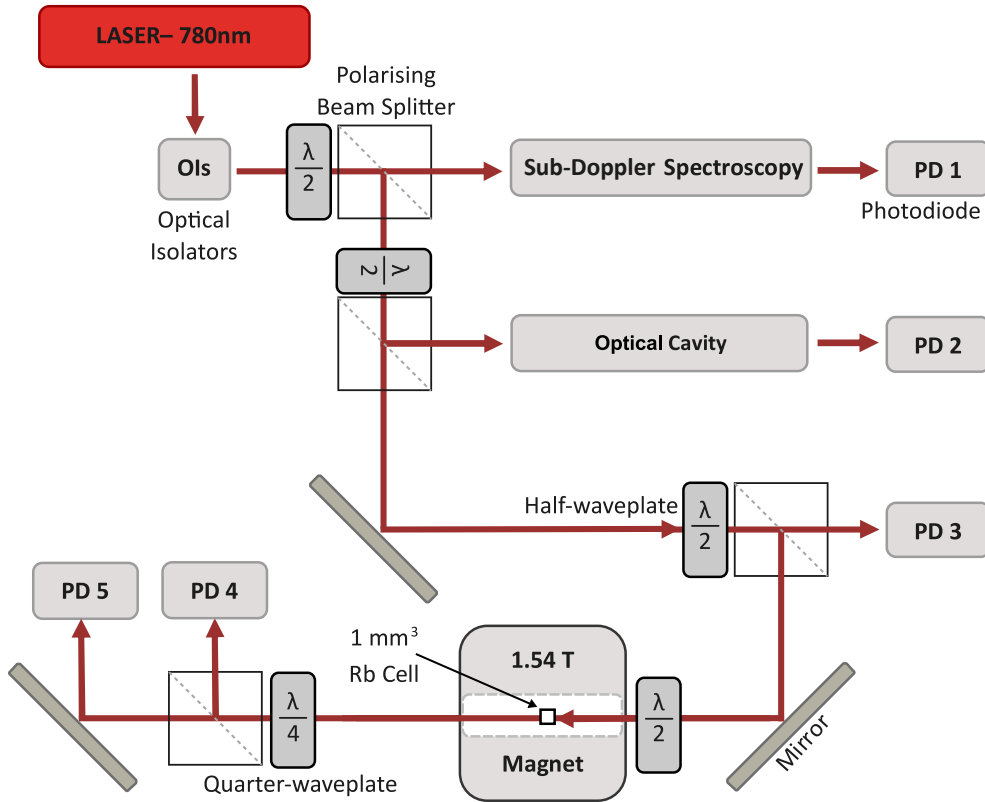 LASER– 780nm
Polarising
Beam Splitter
OIs
λ
2
Sub-Doppler Spectroscopy
PD 1
Optical
Isolators
Photodiode
λ
2
Optical Cavity
PD 2
Half-waveplate
λ
2
PD 3
PD 5
PD 4
1 mm³
Rb Cell
1.54 T
λ
4
λ
2
Magnet
Mirror
Quarter-waveplate